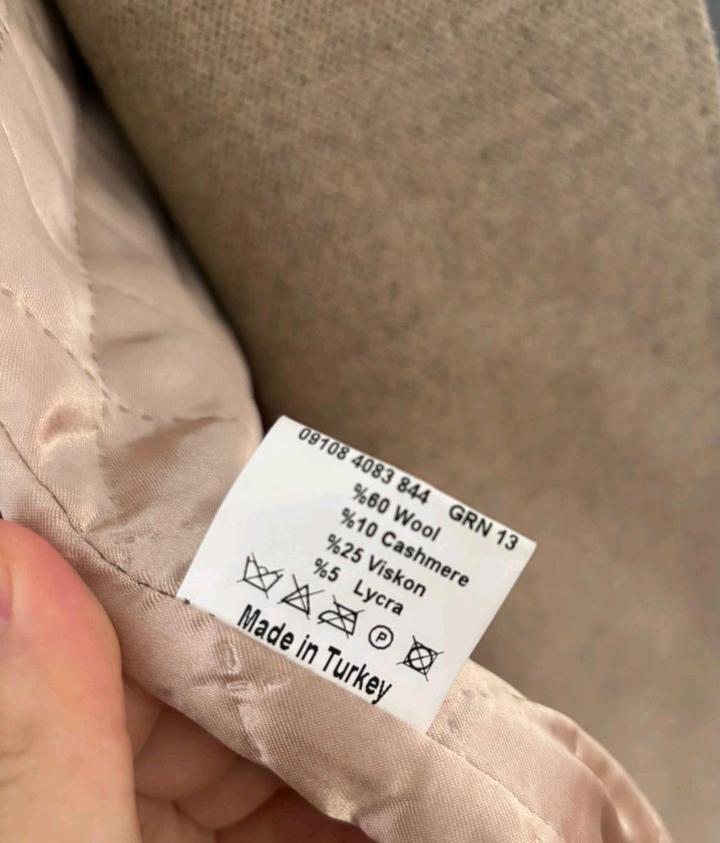 09108 4083 844 GRN 13
%60 Wool
%10 Cashmere
%25 Viskon
%5 Lycra
P
Made in Turkey